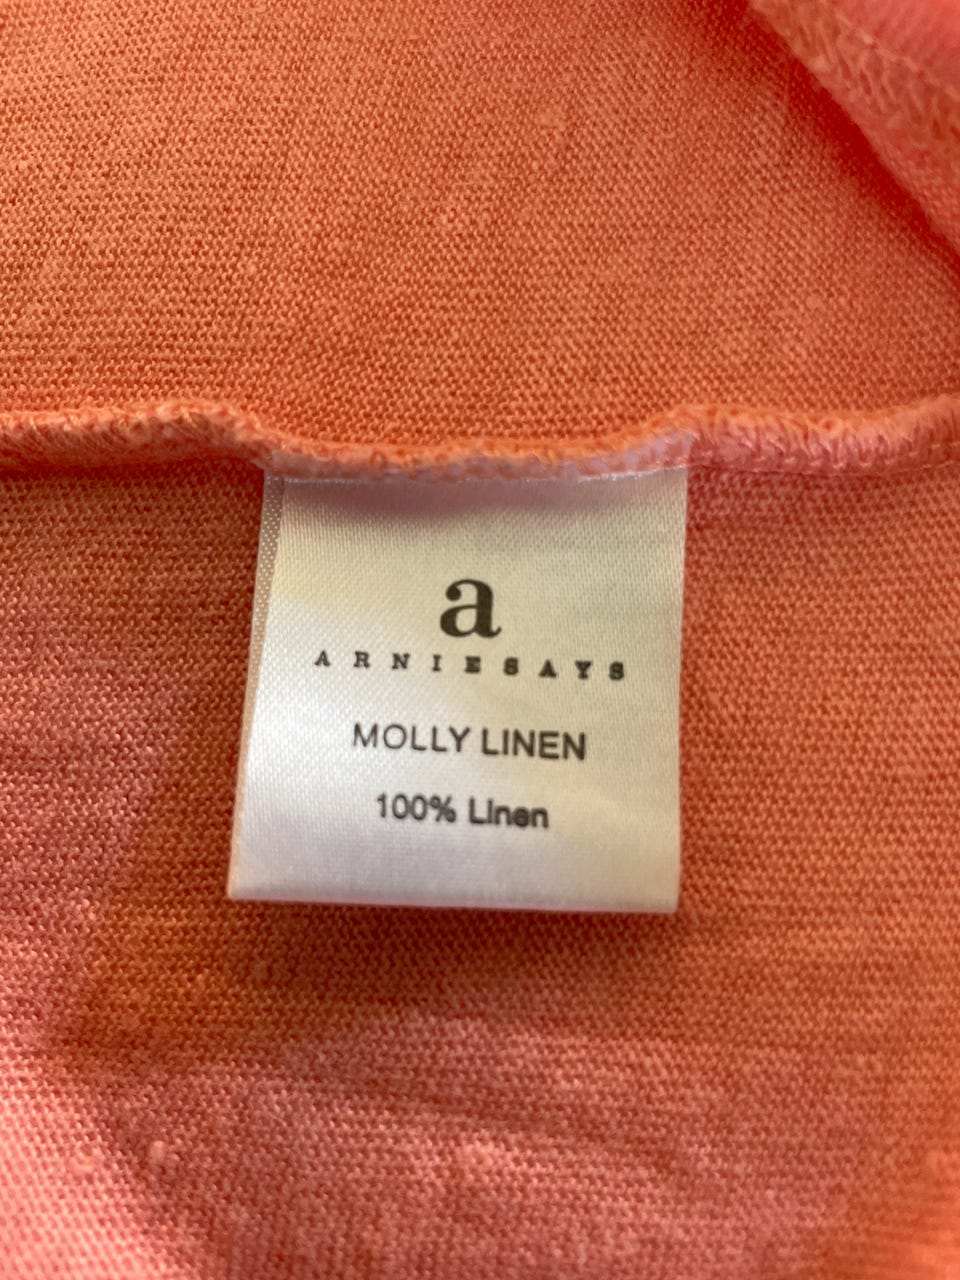 a
ARNIESAYS
MOLLY LINEN
100% Linen